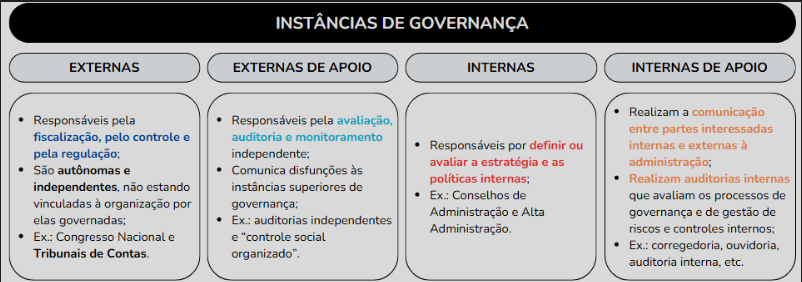 INSTÂNCIAS DE GOVERNANÇA
EXTERNAS
• Responsáveis pela
fiscalização, pelo controle e
pela regulação;
• São autônomas e
independentes, não estando
vinculadas à organização por
elas governadas;
• Ex.: Congresso Nacional e
Tribunais de Contas.
EXTERNAS DE APOIO
• Responsáveis pela avaliação,
auditoria e monitoramento
independente;
• Comunica disfunções às
instâncias superiores de
governança;
• Ex.: auditorias independentes
e “controle social
organizado”.
INTERNAS
• Responsáveis por definir ou
avaliar a estratégia e as
políticas internas;
• Ex.: Conselhos de
Administração e Alta
Administração.
INTERNAS DE APOIO
• Realizam a comunicação
entre partes interessadas
internas e externas à
administração;
• Realizam auditorias internas
que avaliam os processos de
governança e de gestão de
riscos e controles internos;
• Ex.: corregedoria, ouvidoria,
auditoria interna, etc.